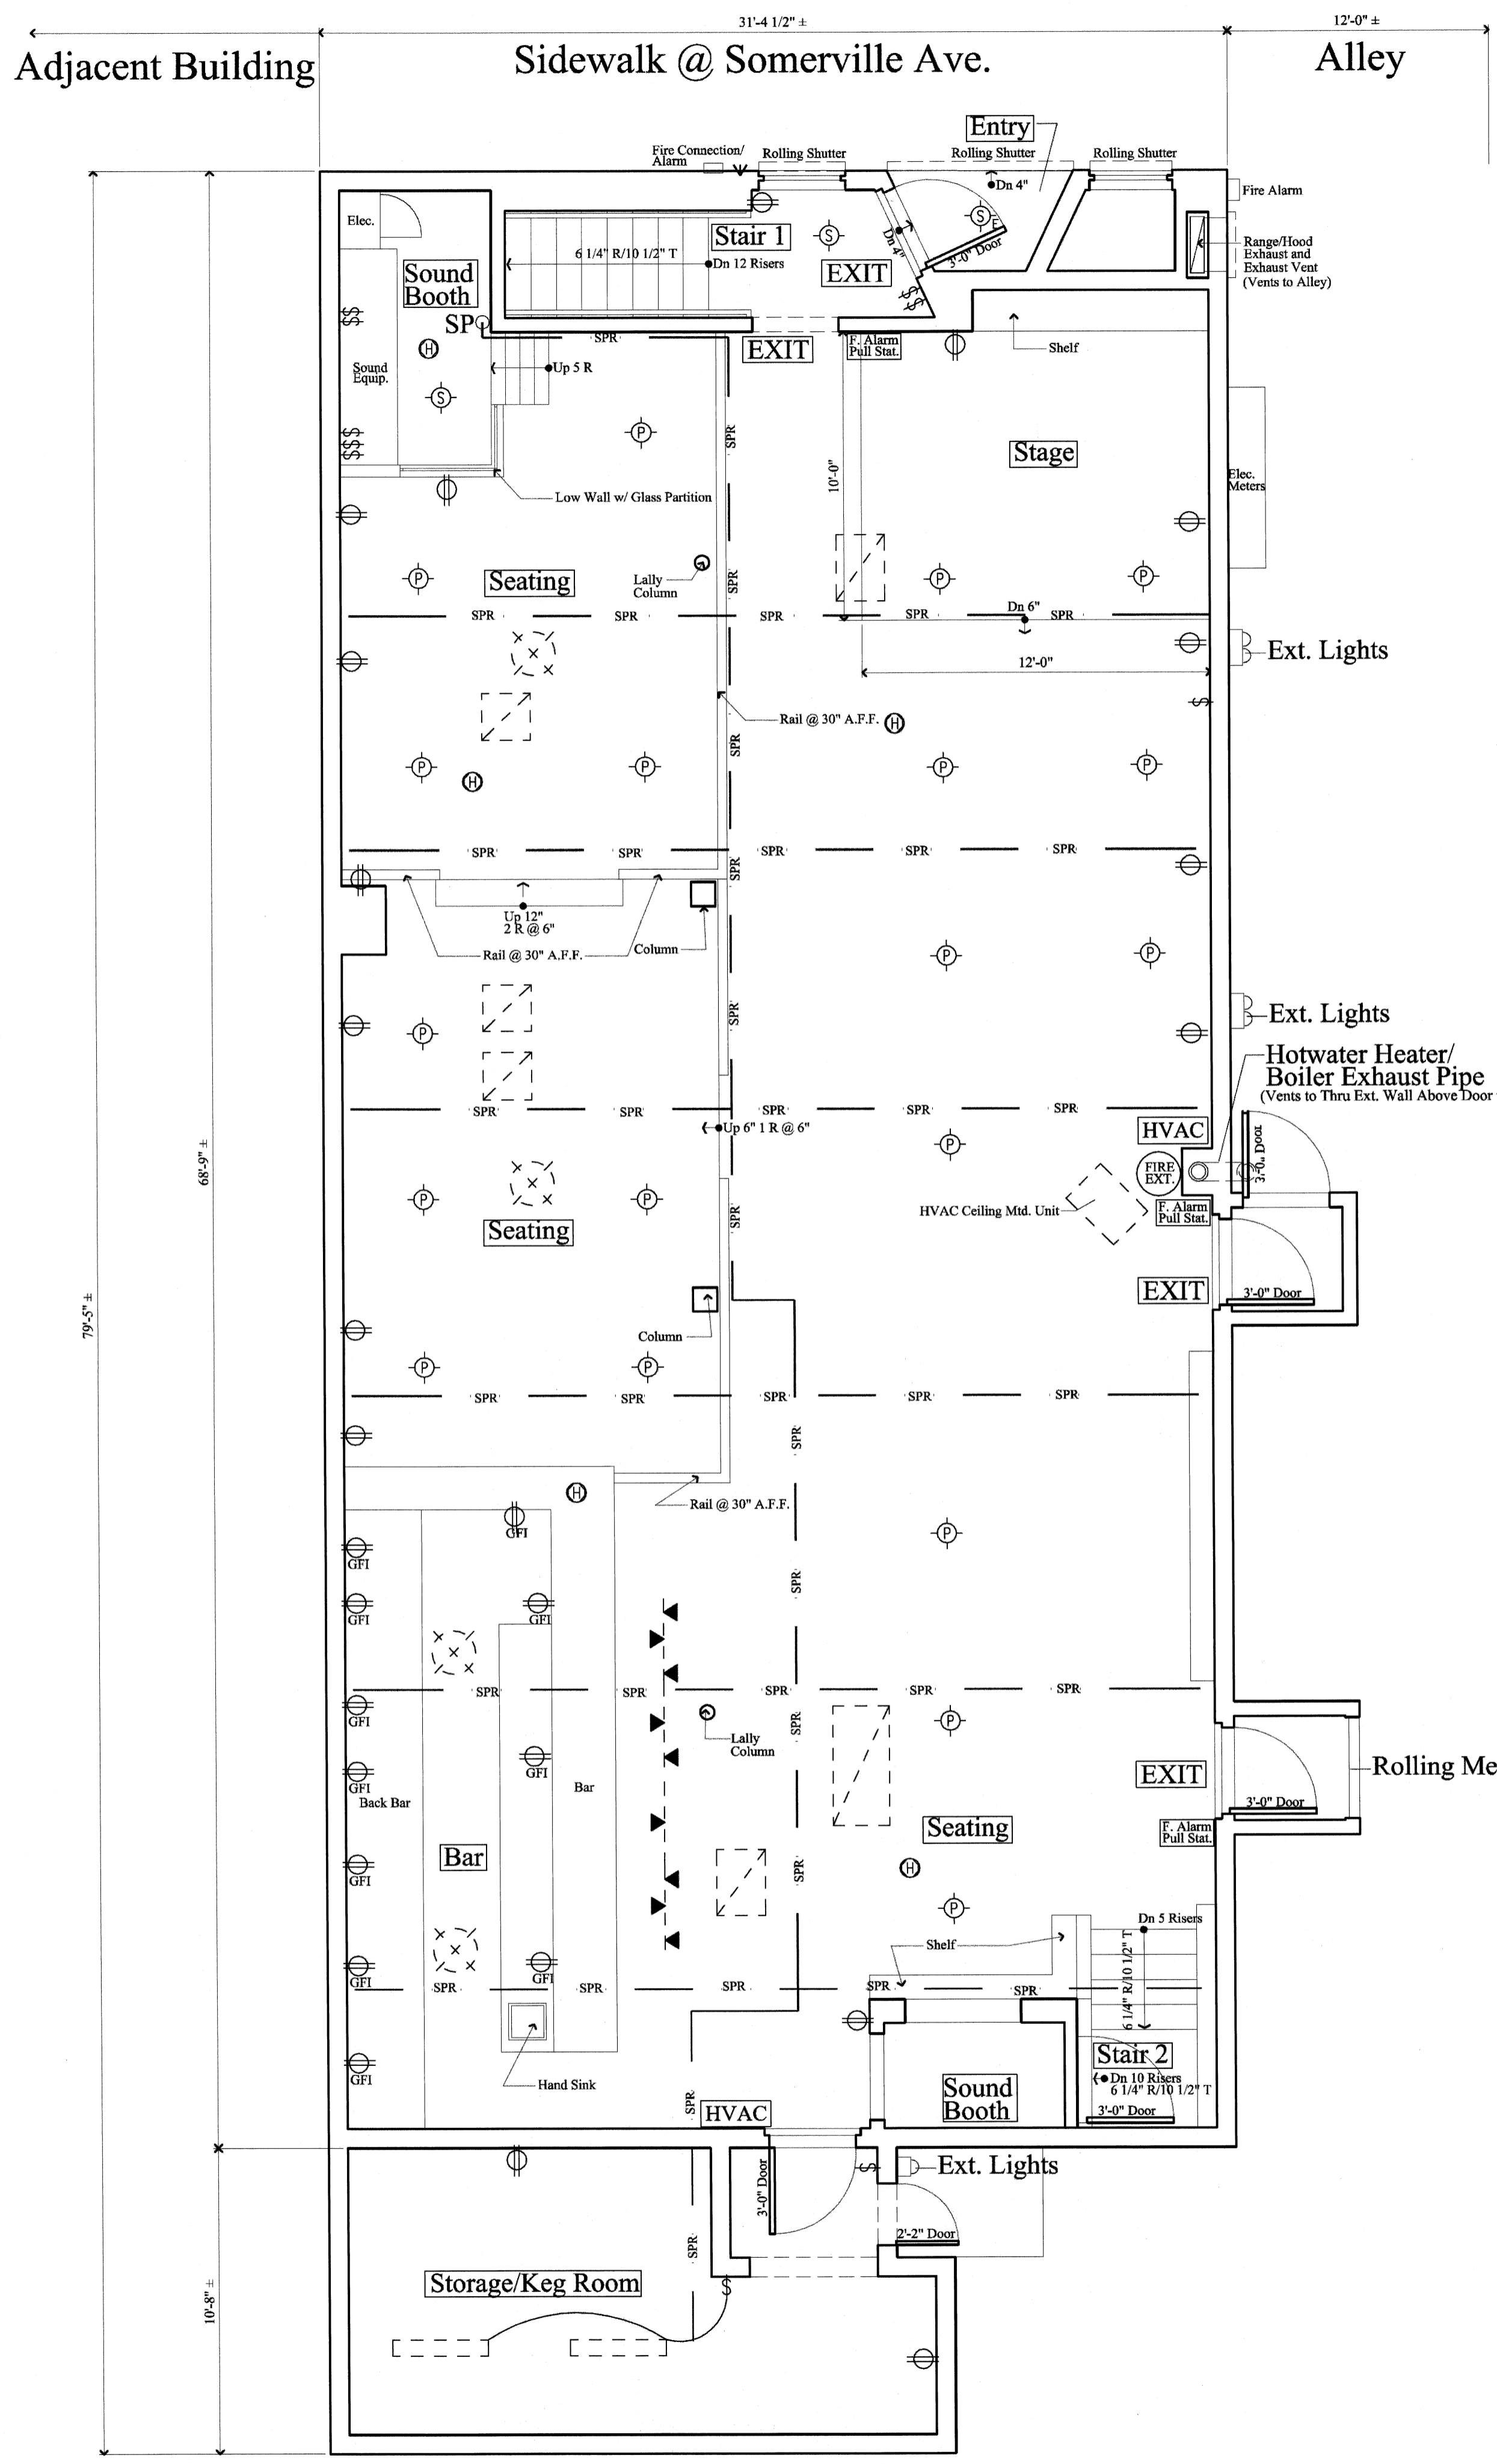 31'-4 1/2" ±
12'-0" ±
Adjacent Building
Sidewalk @ Somerville Ave.
Alley
Entry
Fire Connection/
Alarm
Rolling Shutter
Rolling Shutter
Rolling Shutter
Dn 4"
Fire Alarm
Elec.
Stair 1
S
S
E
Dn 4"
3'-0" Door
6 1/4" R/10 1/2" T
Dn 12 Risers
EXIT
Range/Hood
Exhaust and
Exhaust Vent
(Vents to Alley)
Sound
Booth
SP
SPR
EXIT
F. Alarm
Pull Stat.
Shelf
H
Sound
Equip.
Up 5 R
S
P
SPR
Stage
10'-0"
Elec.
Meters
Low Wall w/ Glass Partition
P
Seating
Lally
Column
SPR
P
P
SPR
SPR
SPR
SPR
Dn 6"
SPR
12'-0"
Ext. Lights
Rail @ 30" A.F.F.
H
SPR
P
H
P
P
P
SPR
SPR
SPR
SPR
SPR
SPR
Up 12"
2 R @ 6"
Rail @ 30" A.F.F.
Column
P
P
P
SPR
Ext. Lights
Hotwater Heater/
Boiler Exhaust Pipe
(Vents to Thru Ext. Wall Above Door
SPR
SPR
SPR
SPR
SPR
Up 6" 1 R @ 6"
HVAC
P
FIRE
EXT.
3'-0" Door
P
P
SPR
HVAC Ceiling Mtd. Unit
F. Alarm
Pull Stat.
Seating
EXIT
3'-0" Door
Column
P
P
SPR
SPR
SPR
SPR
SPR
SPR
H
Rail @ 30" A.F.F.
GFI
P
GFI
SPR
GFI
GFI
SPR
SPR
SPR
SPR
SPR
GFI
SPR
P
Lally
Column
GFI
GFI
Bar
Back Bar
EXIT
Rolling Me
3'-0" Door
Seating
F. Alarm
Pull Stat.
Bar
GFI
SPR
H
P
Dn 5 Risers
Shelf
6 1/4" R/10 1/2" T
GFI
GFI
SPR
SPR
SPR
SPR
SPR
Stair 2
GFI
Hand Sink
Dn 10 Risers
6 1/4" R/10 1/2" T
SPR
HVAC
Sound
Booth
3'-0" Door
Ext. Lights
3'-0" Door
SPR
2'-2" Door
Storage/Keg Room
68'-9" ±
79'-5" ±
10'-8" ±